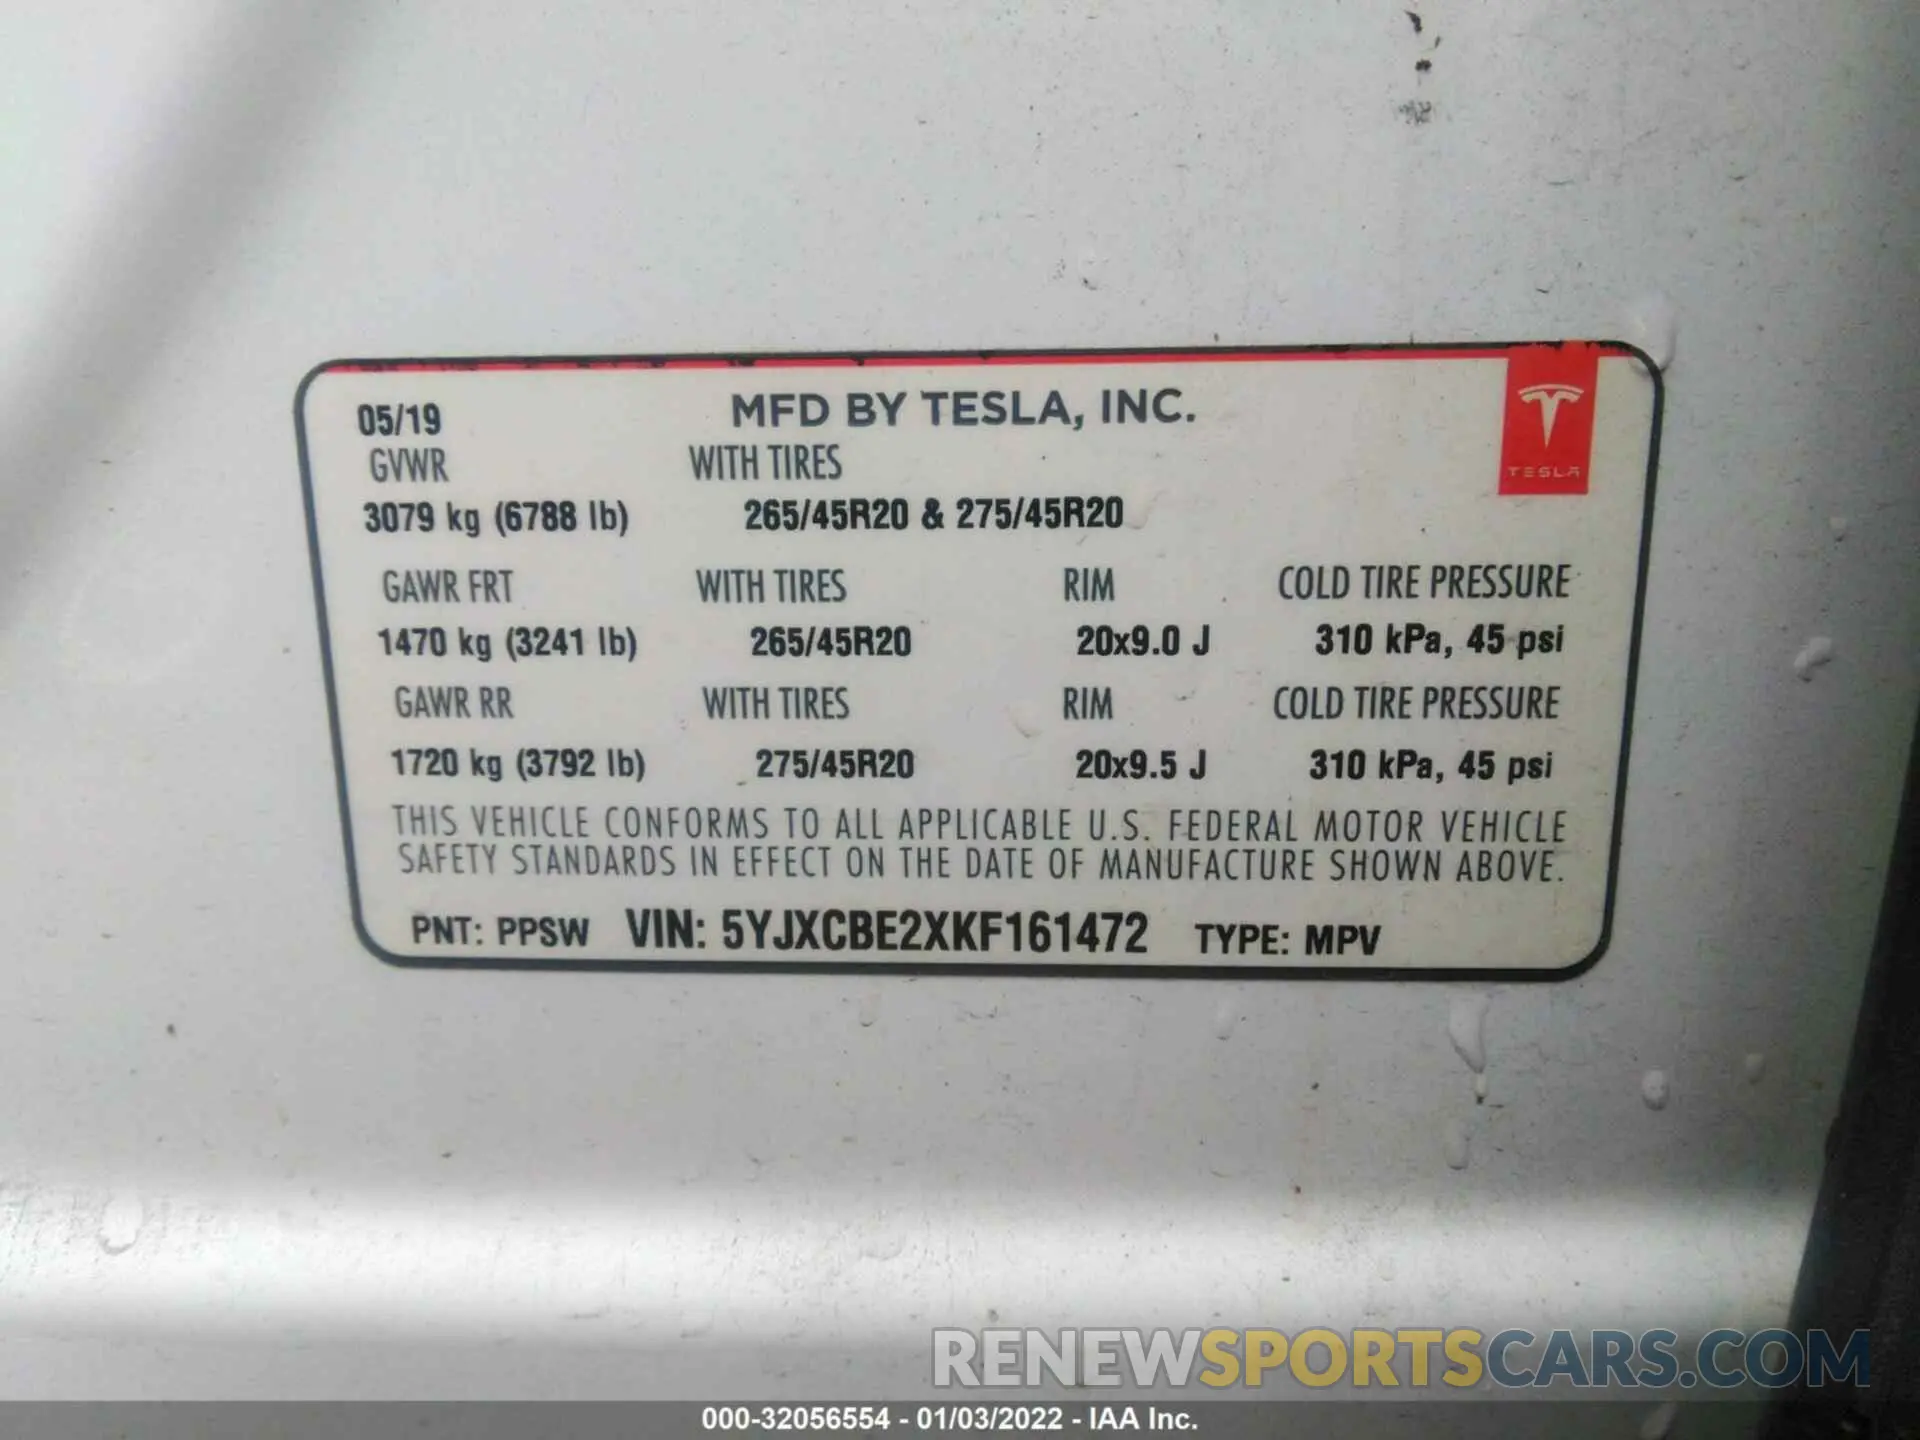 05/19 MFD BY TESLA, INC.
TESLA
GVWR WITH TIRES
3079 kg (6788 lb) 265/45R20 & 275/45R20
GAWR FRT WITH TIRES RIM COLD TIRE PRESSURE
1470 kg (3241 lb) 265/45R20 20x9.0 J 310 kPa, 45 psi
GAWR RR WITH TIRES RIM COLD TIRE PRESSURE
1720 kg (3792 lb) 275/45R20 20x9.5 J 310 kPa, 45 psi
THIS VEHICLE CONFORMS TO ALL APPLICABLE U.S. FEDERAL MOTOR VEHICLE
SAFETY STANDARDS IN EFFECT ON THE DATE OF MANUFACTURE SHOWN ABOVE.
PNT: PPSW VIN: 5YJXCBE2XKF161472 TYPE: MPV
RENEWSPORTSCARS.COM
000-32056554 - 01/03/2022 - IAA Inc.